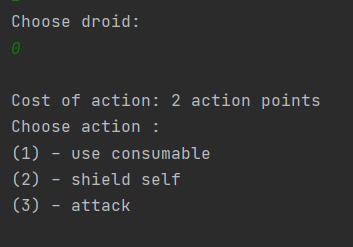 Choose droid:
0
Cost of action: 2 action points
Choose action :
(1) – use consumable
(2) – shield self
(3) – attack